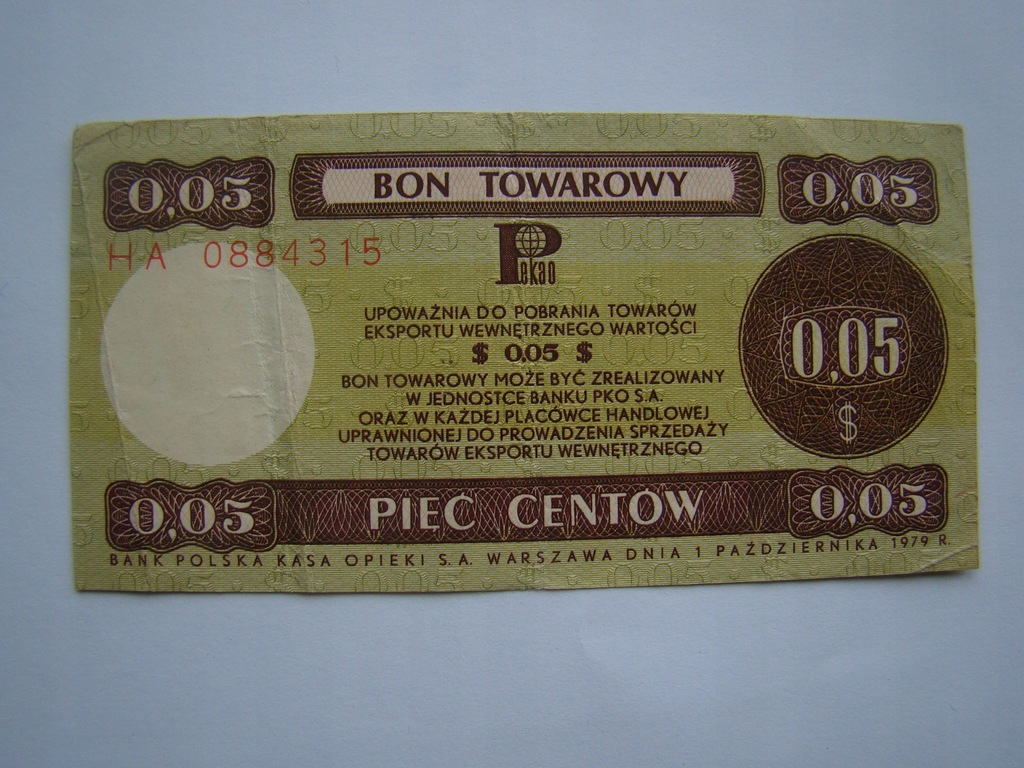 0,05 BON TOWAROWY 0,05
HA 0884315
Pekao
UPOWAŻNIA DO POBRANIA TOWARÓW
EKSPORTU WEWNĘTRZNEGO WARTOŚCI
$ 0,05 $
BON TOWAROWY MOŻE BYĆ ZREALIZOWANY
W JEDNOSTCE BANKU PKO S.A.
ORAZ W KAŻDEJ PLACÓWCE HANDLOWEJ
UPRAWNIONEJ DO PROWADZENIA SPRZEDAŻY
TOWARÓW EKSPORTU WEWNĘTRZNEGO
0,05
$
0,05 PIĘĆ CENTÓW 0,05
BANK POLSKA KASA OPIEKI S.A. WARSZAWA DNIA 1 PAŹDZIERNIKA 1979 R.